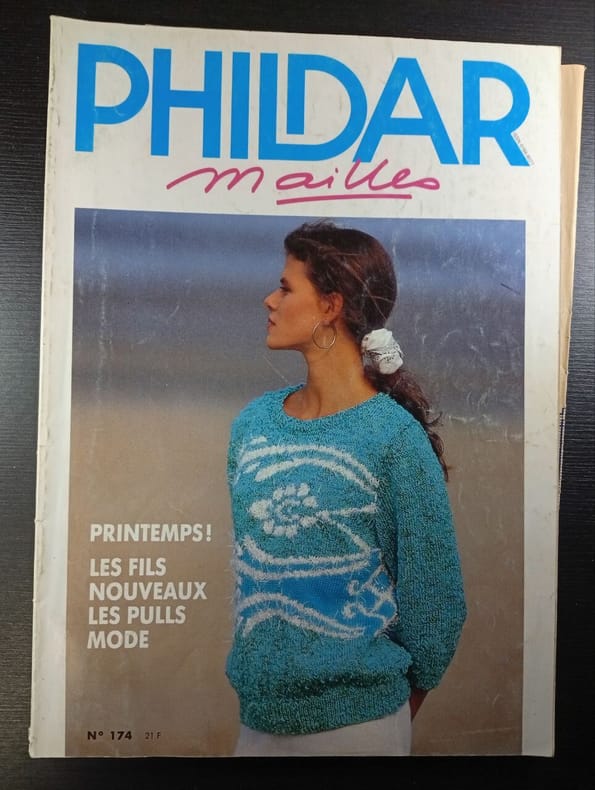 PHILDAR
mailles
PRINTEMPS!
LES FILS
NOUVEAUX
LES PULLS
MODE
N° 174 21 F